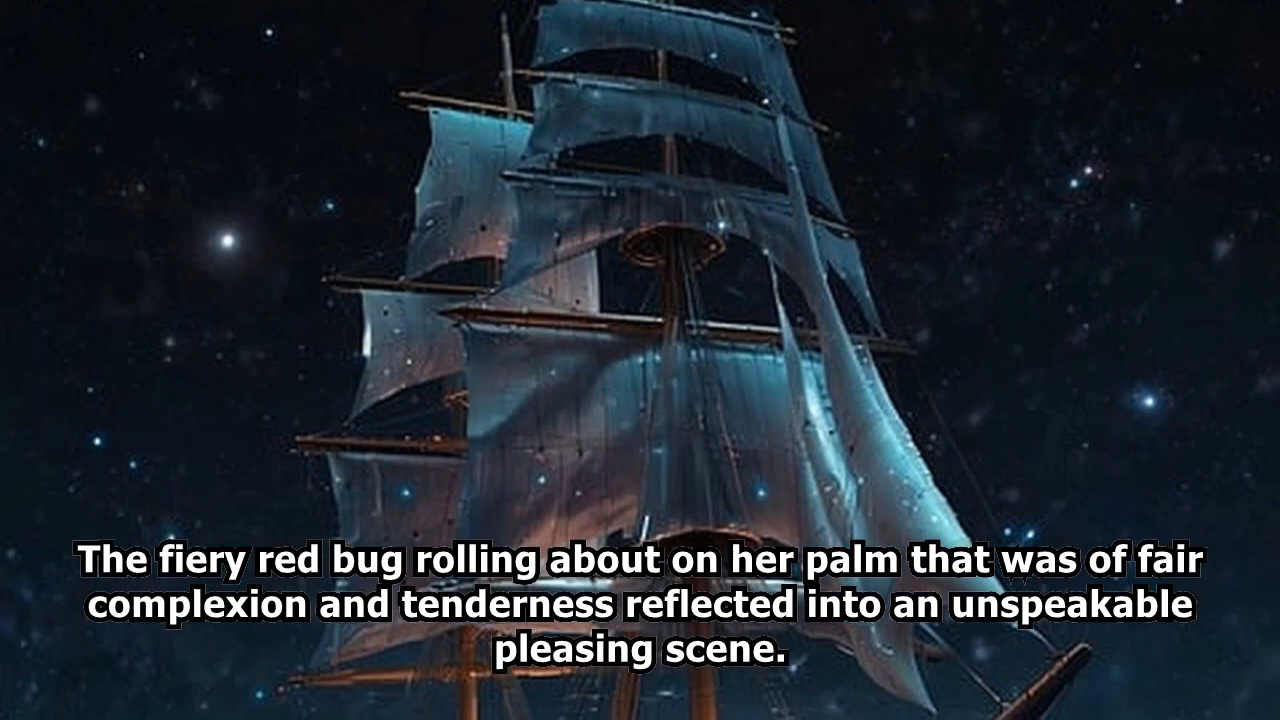 The fiery red bug rolling about on her palm that was of fair
complexion and tenderness reflected into an unspeakable
pleasing scene.